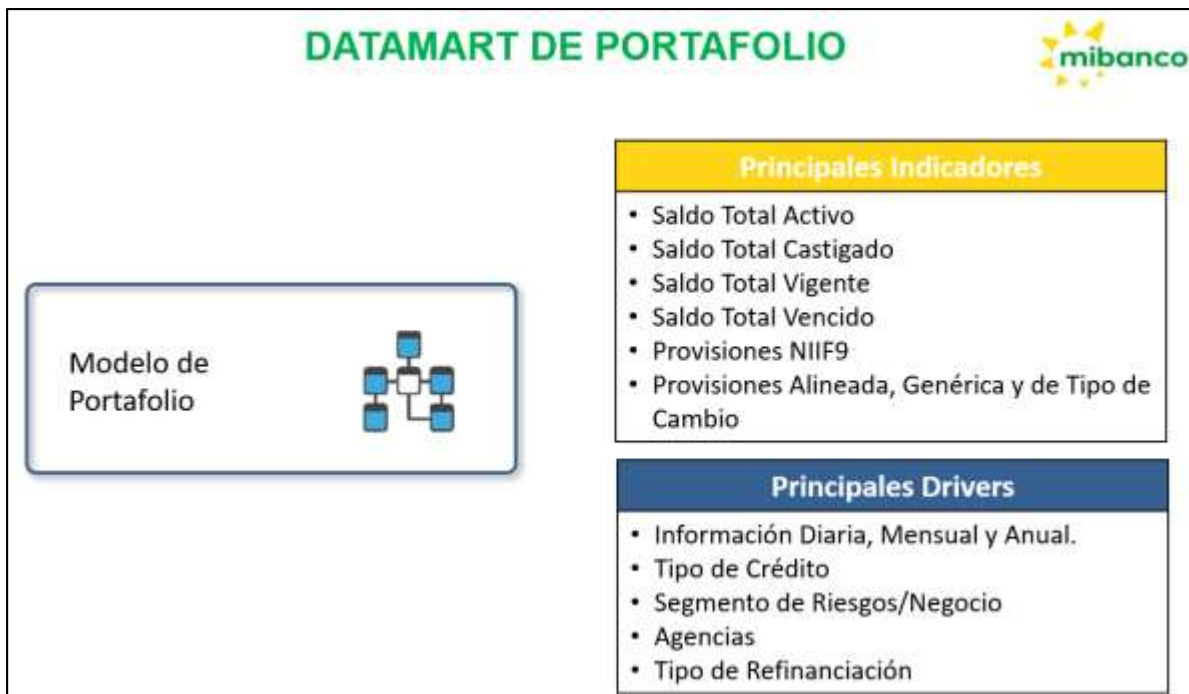 DATAMART DE PORTAFOLIO
mibanco
Modelo de
Portafolio
Principales Indicadores
• Saldo Total Activo
• Saldo Total Castigado
• Saldo Total Vigente
• Saldo Total Vencido
• Provisiones NIIF9
• Provisiones Alineada, Genérica y de Tipo de
Cambio
Principales Drivers
• Información Diaria, Mensual y Anual.
• Tipo de Crédito
• Segmento de Riesgos/Negocio
• Agencias
• Tipo de Refinanciación